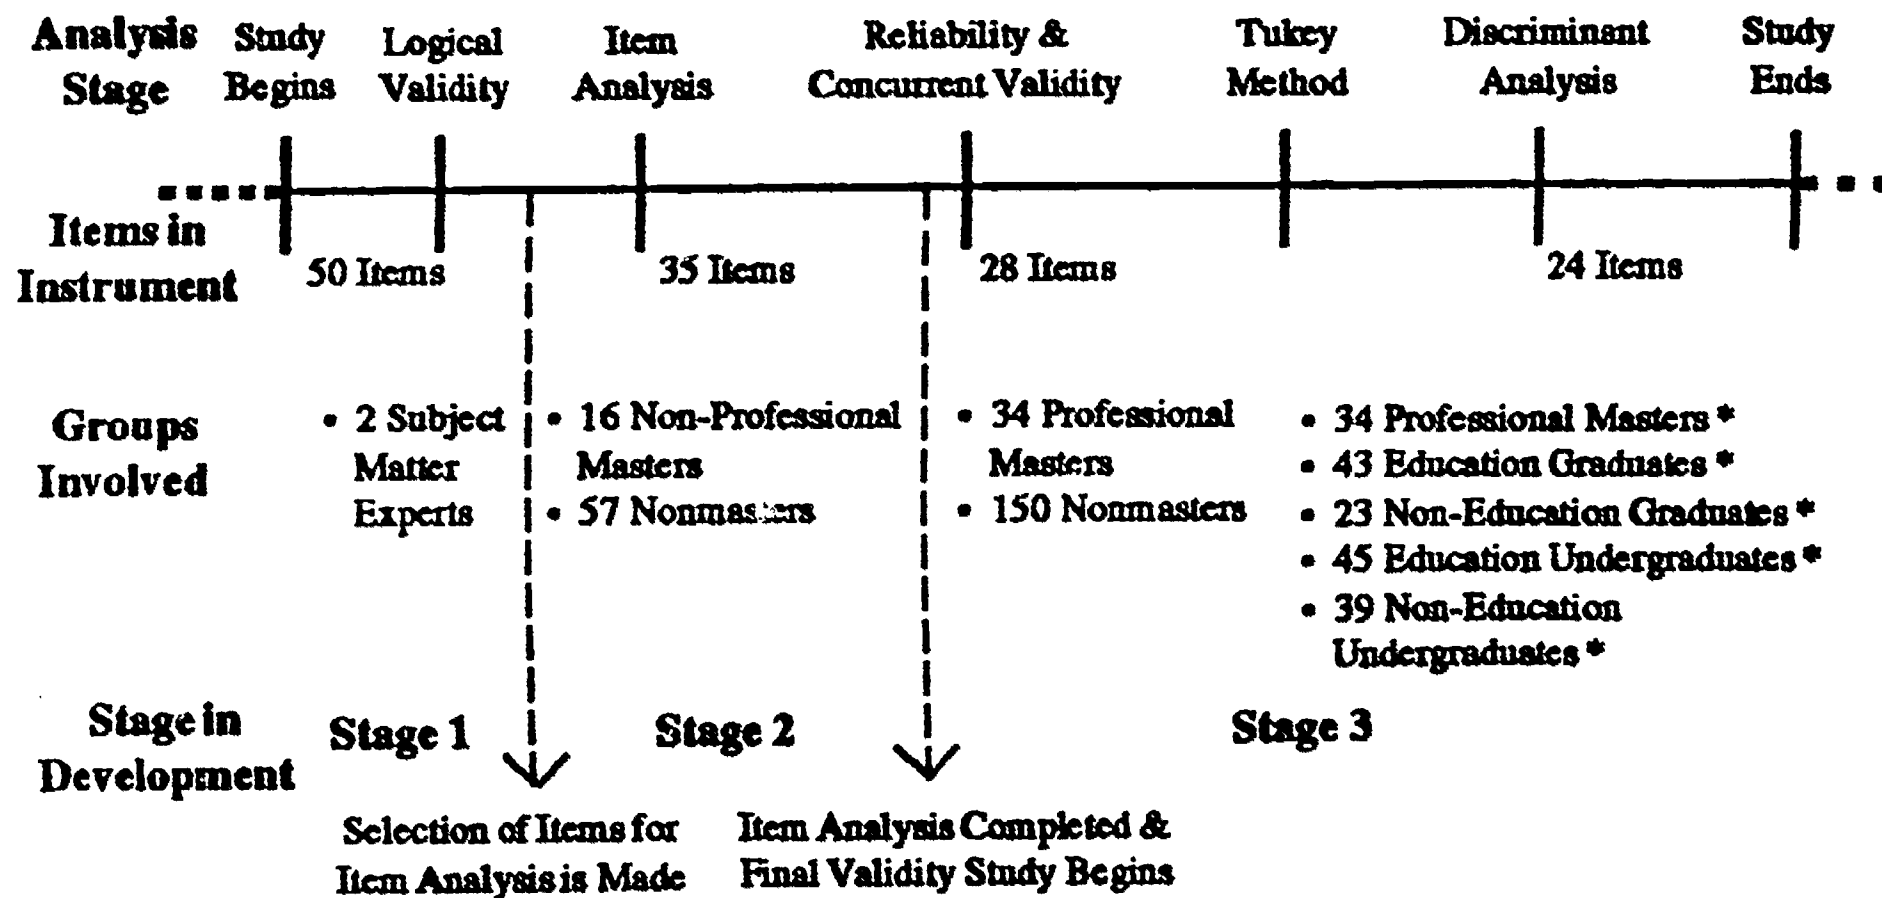 Analysis
Stage
Study
Begins
Logical
Validity
Item
Analysis
Reliability &
Concurrent Validity
Tukey
Method
Discriminant
Analysis
Study
Ends
Items in
Instrument
50 Items
35 Items
28 Items
24 Items
Groups
Involved
• 2 Subject
Matter
Experts
• 16 Non-Professional
Masters
• 57 Nonmasters
• 34 Professional
Masters
• 150 Nonmasters
• 34 Professional Masters *
• 43 Education Graduates *
• 23 Non-Education Graduates *
• 45 Education Undergraduates *
• 39 Non-Education
Undergraduates *
Stage in
Development
Stage 1
Stage 2
Stage 3
Selection of Items for
Item Analysis is Made
Item Analysis Completed &
Final Validity Study Begins